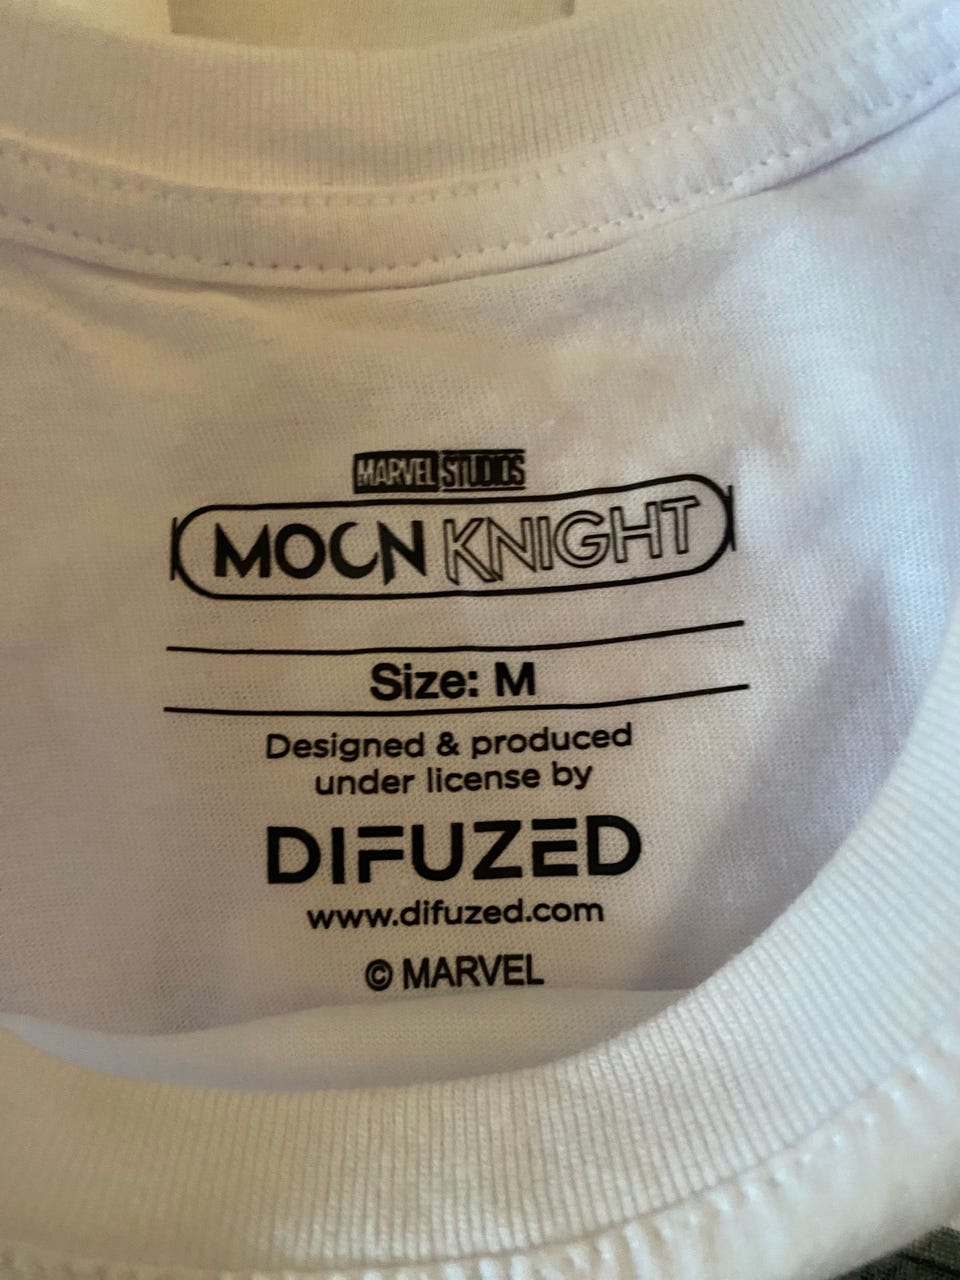 MARVEL STUDIOS
MOON KNIGHT
Size: M
Designed & produced
under license by
DIFUZED
www.difuzed.com
© MARVEL